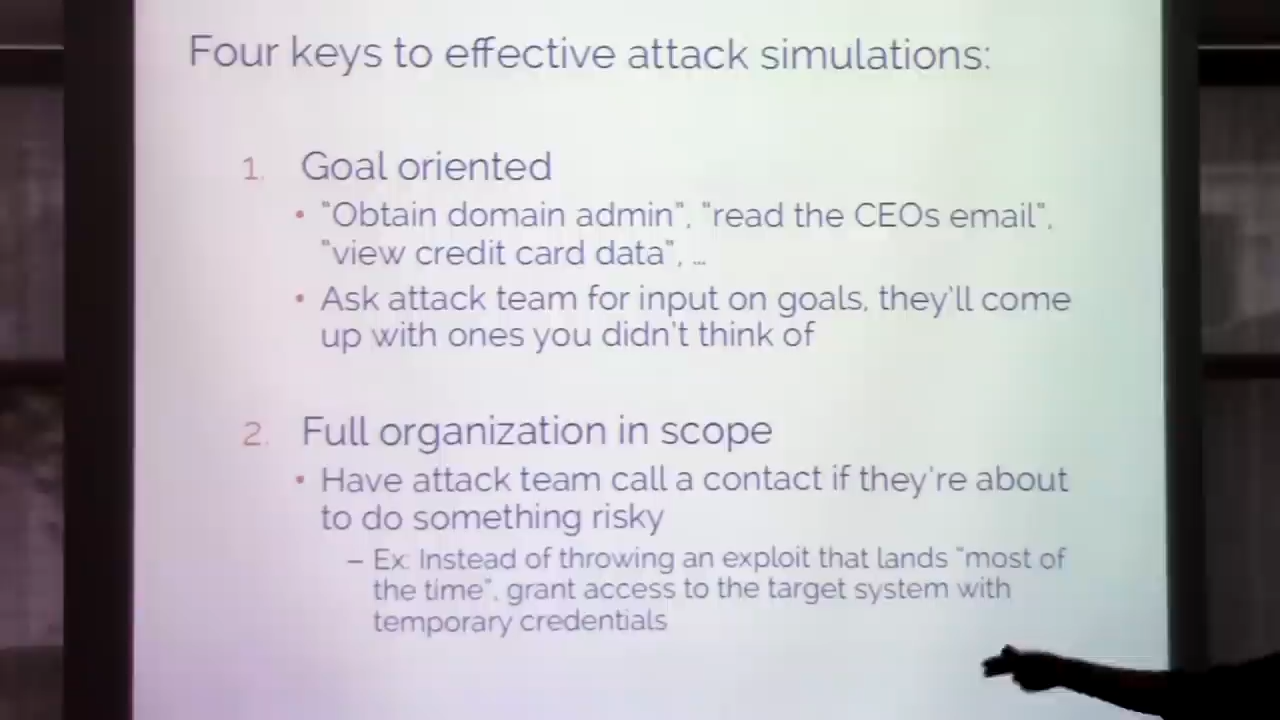 Four keys to effective attack simulations:
1. Goal oriented
• "Obtain domain admin", "read the CEOs email",
"view credit card data", ...
• Ask attack team for input on goals, they'll come
up with ones you didn't think of
2. Full organization in scope
• Have attack team call a contact if they're about
to do something risky
– Ex: Instead of throwing an exploit that lands "most of
the time", grant access to the target system with
temporary credentials